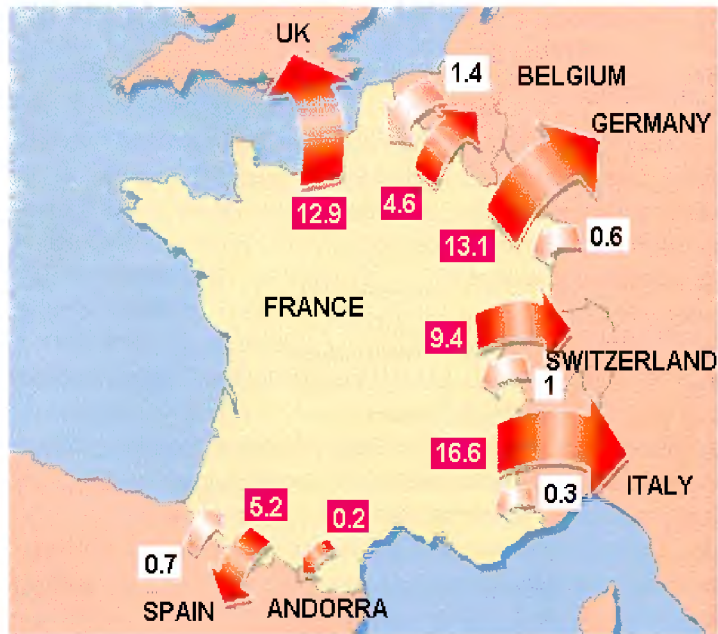 UK
1.4
BELGIUM
GERMANY
12.9
4.6
13.1
0.6
FRANCE
9.4
SWITZERLAND
1
16.6
ITALY
0.3
5.2
0.2
0.7
SPAIN
ANDORRA